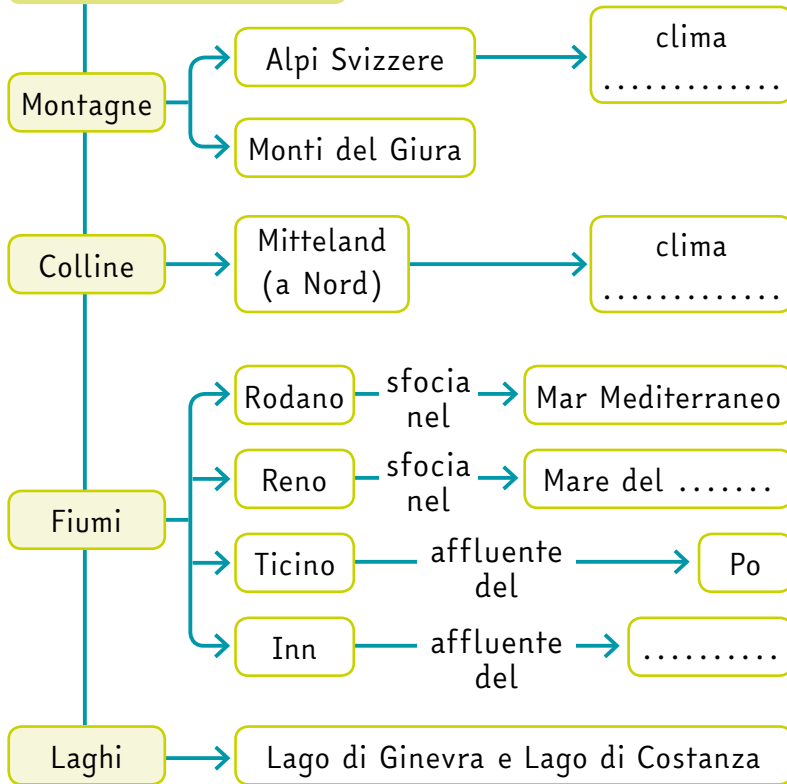 Montagne
Alpi Svizzere
clima
.............
Monti del Giura
Colline
Mitteland
(a Nord)
clima
.............
Fiumi
Rodano
sfocia
nel
Mar Mediterraneo
Reno
sfocia
nel
Mare del .......
Ticino
affluente
del
Po
Inn
affluente
del
..........
Laghi
Lago di Ginevra e Lago di Costanza